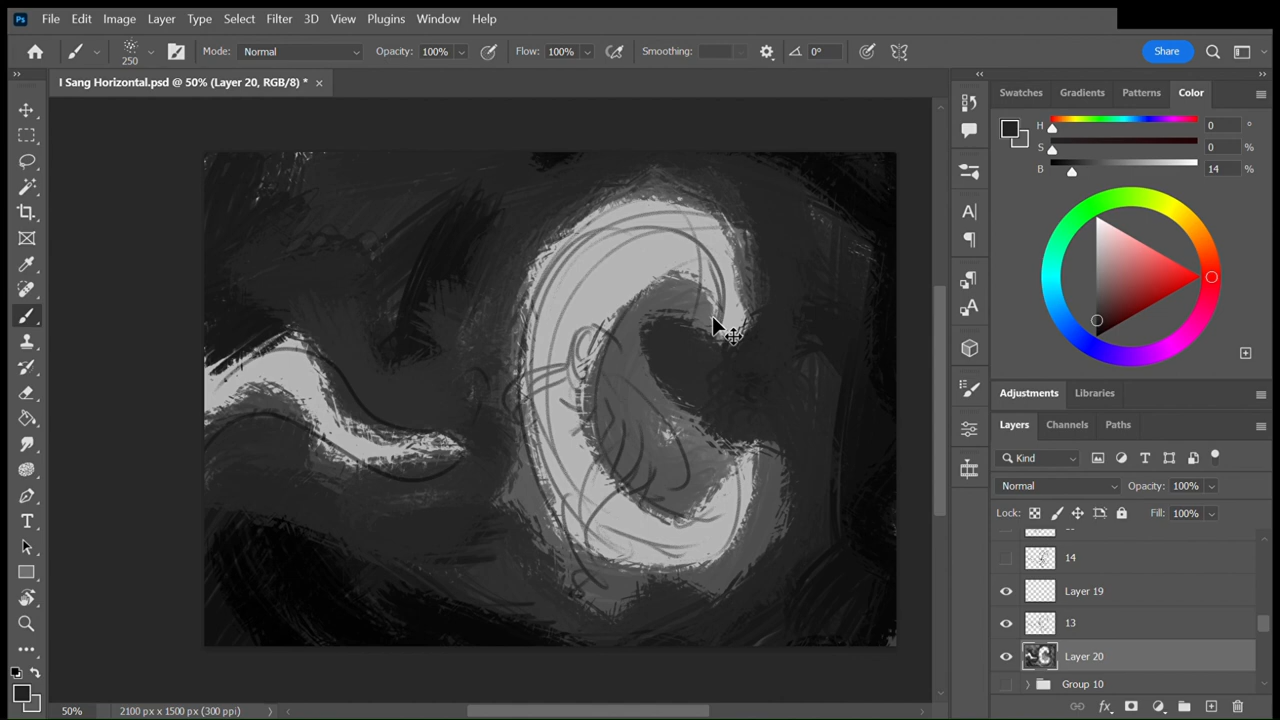 Ps File Edit Image Layer Type Select Filter 3D View Plugins Window Help
250 Mode: Normal Opacity: 100% Flow: 100% Smoothing: 0° Share
I Sang Horizontal.psd @ 50% (Layer 20, RGB/8) * ×
Swatches Gradients Patterns Color
H 0 °
S 0 %
B 14 %
Adjustments Libraries
Layers Channels Paths
Kind
Normal Opacity: 100%
Lock: Fill: 100%
14
Layer 19
13
Layer 20
Group 10
50% 2100 px x 1500 px (300 ppi)